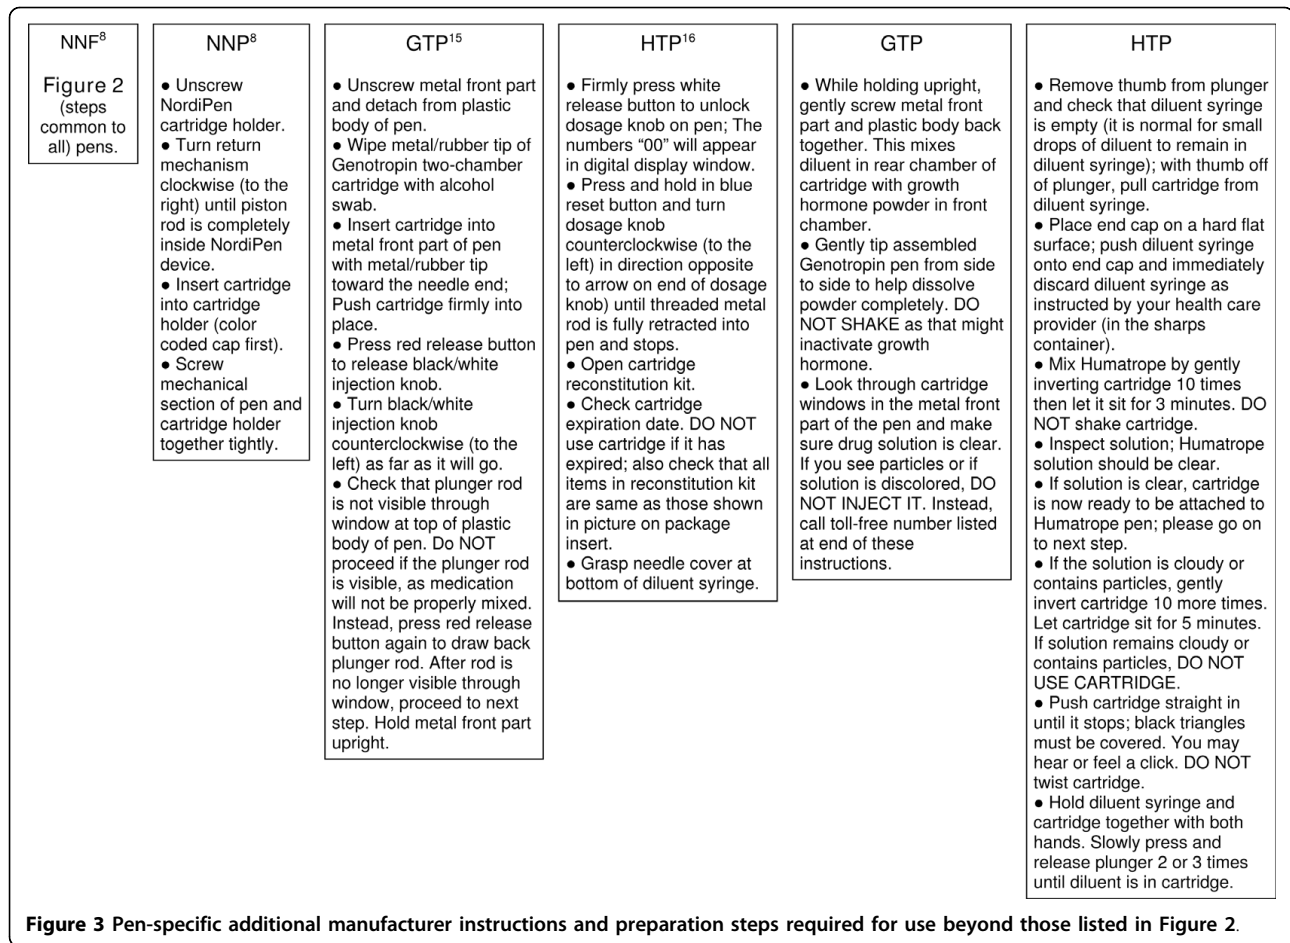 NNF⁸
Figure 2
(steps
common to
all) pens.
NNP⁸
● Unscrew
NordiPen
cartridge holder.
● Turn return
mechanism
clockwise (to the
right) until piston
rod is completely
inside NordiPen
device.
● Insert cartridge
into cartridge
holder (color
coded cap first).
● Screw
mechanical
section of pen and
cartridge holder
together tightly.
GTP¹⁵
● Unscrew metal front part
and detach from plastic
body of pen.
● Wipe metal/rubber tip of
Genotropin two-chamber
cartridge with alcohol
swab.
● Insert cartridge into
metal front part of pen
with metal/rubber tip
toward the needle end;
Push cartridge firmly into
place.
● Press red release button
to release black/white
injection knob.
● Turn black/white
injection knob
counterclockwise (to the
left) as far as it will go.
● Check that plunger rod
is not visible through
window at top of plastic
body of pen. Do NOT
proceed if the plunger rod
is visible, as medication
will not be properly mixed.
Instead, press red release
button again to draw back
plunger rod. After rod is
no longer visible through
window, proceed to next
step. Hold metal front part
upright.
HTP¹⁶
● Firmly press white
release button to unlock
dosage knob on pen; The
numbers “00” will appear
in digital display window.
● Press and hold in blue
reset button and turn
dosage knob
counterclockwise (to the
left) in direction opposite
to arrow on end of dosage
knob) until threaded metal
rod is fully retracted into
pen and stops.
● Open cartridge
reconstitution kit.
● Check cartridge
expiration date. DO NOT
use cartridge if it has
expired; also check that all
items in reconstitution kit
are same as those shown
in picture on package
insert.
● Grasp needle cover at
bottom of diluent syringe.
GTP
● While holding upright,
gently screw metal front
part and plastic body back
together. This mixes
diluent in rear chamber of
cartridge with growth
hormone powder in front
chamber.
● Gently tip assembled
Genotropin pen from side
to side to help dissolve
powder completely. DO
NOT SHAKE as that might
inactivate growth
hormone.
● Look through cartridge
windows in the metal front
part of the pen and make
sure drug solution is clear.
If you see particles or if
solution is discolored, DO
NOT INJECT IT. Instead,
call toll-free number listed
at end of these
instructions.
HTP
● Remove thumb from plunger
and check that diluent syringe
is empty (it is normal for small
drops of diluent to remain in
diluent syringe); with thumb off
of plunger, pull cartridge from
diluent syringe.
● Place end cap on a hard flat
surface; push diluent syringe
onto end cap and immediately
discard diluent syringe as
instructed by your health care
provider (in the sharps
container).
● Mix Humatrope by gently
inverting cartridge 10 times
then let it sit for 3 minutes. DO
NOT shake cartridge.
● Inspect solution; Humatrope
solution should be clear.
● If solution is clear, cartridge
is now ready to be attached to
Humatrope pen; please go on
to next step.
● If the solution is cloudy or
contains particles, gently
invert cartridge 10 more times.
Let cartridge sit for 5 minutes.
If solution remains cloudy or
contains particles, DO NOT
USE CARTRIDGE.
● Push cartridge straight in
until it stops; black triangles
must be covered. You may
hear or feel a click. DO NOT
twist cartridge.
● Hold diluent syringe and
cartridge together with both
hands. Slowly press and
release plunger 2 or 3 times
until diluent is in cartridge.
Figure 3 Pen-specific additional manufacturer instructions and preparation steps required for use beyond those listed in Figure 2.